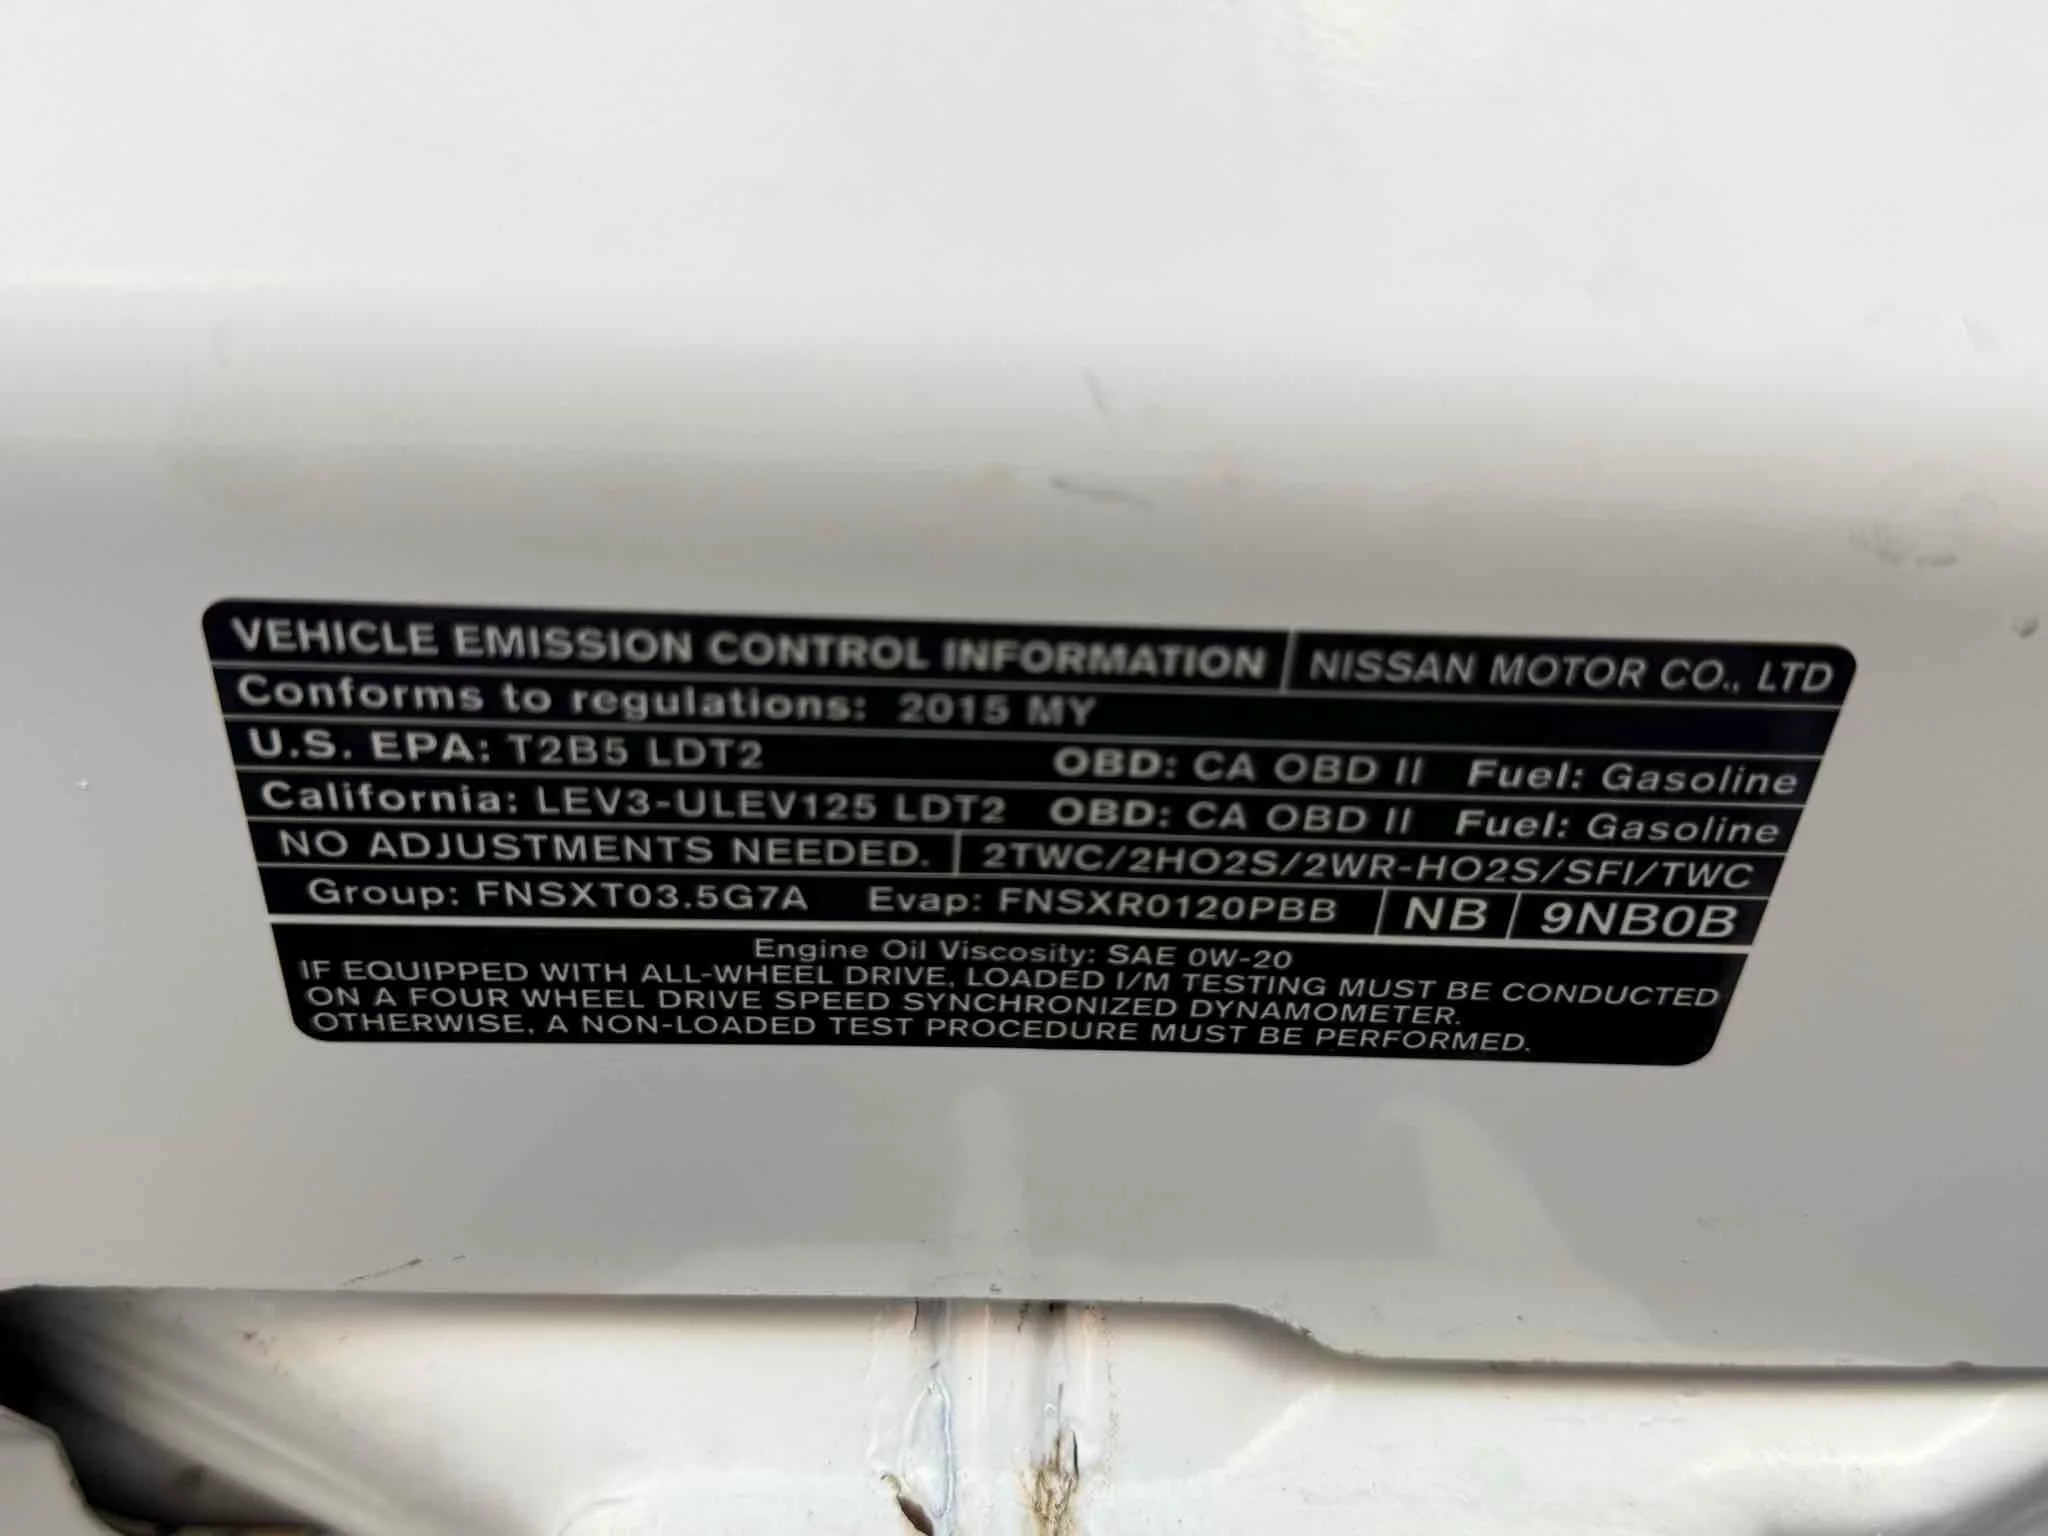 VEHICLE EMISSION CONTROL INFORMATION NISSAN MOTOR CO., LTD
Conforms to regulations: 2015 MY
U.S. EPA: T2B5 LDT2 OBD: CA OBD II Fuel: Gasoline
California: LEV3-ULEV125 LDT2 OBD: CA OBD II Fuel: Gasoline
NO ADJUSTMENTS NEEDED. 2TWC/2HO2S/2WR-HO2S/SFI/TWC
Group: FNSXT03.5G7A Evap: FNSXR0120PBB NB 9NB0B
Engine Oil Viscosity: SAE 0W-20
IF EQUIPPED WITH ALL-WHEEL DRIVE, LOADED I/M TESTING MUST BE CONDUCTED
ON A FOUR WHEEL DRIVE SPEED SYNCHRONIZED DYNAMOMETER.
OTHERWISE, A NON-LOADED TEST PROCEDURE MUST BE PERFORMED.